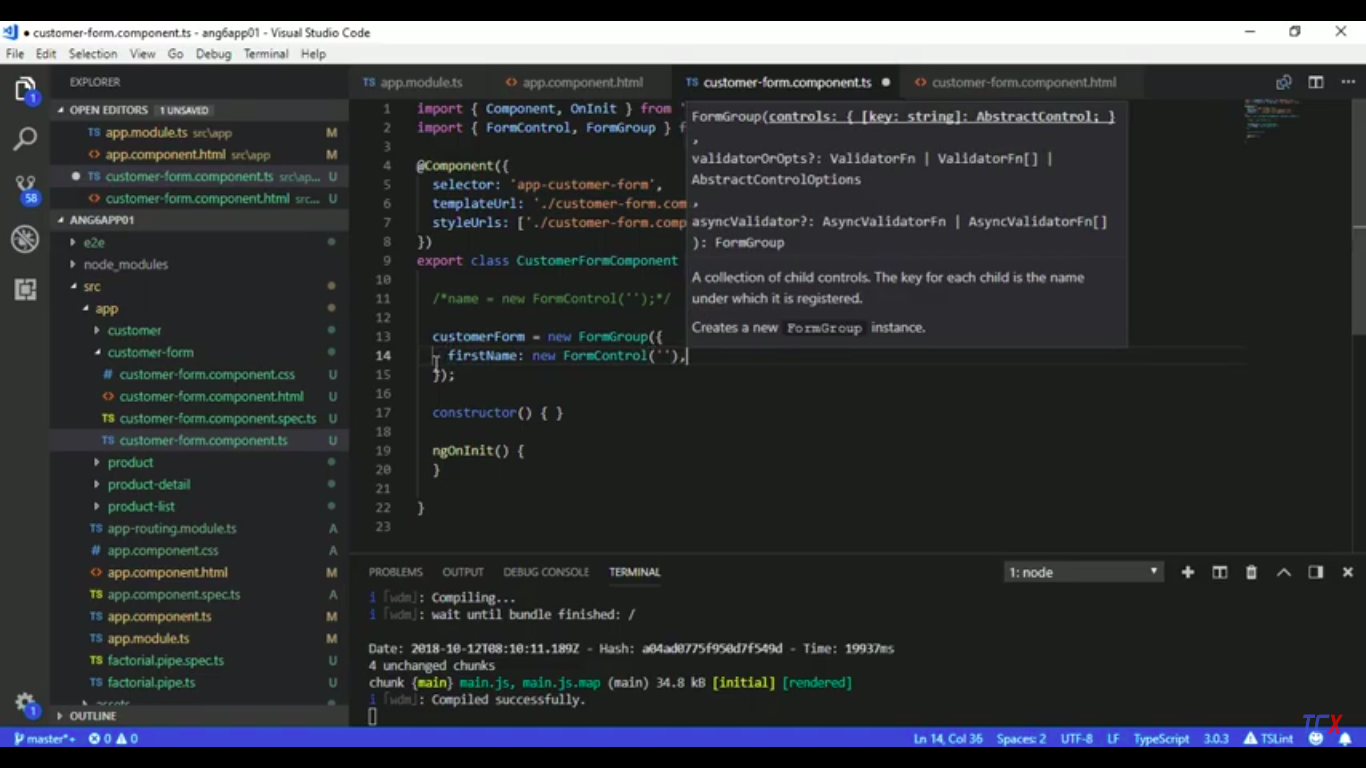 customer-form.component.ts - ang6app01 - Visual Studio Code
File Edit Selection View Go Debug Terminal Help
EXPLORER
OPEN EDITORS 1 UNSAVED
TS app.module.ts src\app M
<> app.component.html src\app M
TS customer-form.component.ts src\ap... U
<> customer-form.component.html src... U
ANG6APP01
e2e
node_modules
src
app
customer
customer-form
# customer-form.component.css U
<> customer-form.component.html U
TS customer-form.component.spec.ts U
TS customer-form.component.ts U
product
product-detail
product-list
TS app-routing.module.ts A
# app.component.css A
<> app.component.html M
TS app.component.spec.ts A
TS app.component.ts M
TS app.module.ts M
TS factorial.pipe.spec.ts U
TS factorial.pipe.ts U
OUTLINE
1
58
1
TS app.module.ts <> app.component.html TS customer-form.component.ts <> customer-form.component.html
1 import { Component, OnInit } from '
2 import { FormControl, FormGroup } f
3
4 @Component({
5 selector: 'app-customer-form',
6 templateUrl: './customer-form.com
7 styleUrls: ['./customer-form.comp
8 })
9 export class CustomerFormComponent
10
11 /*name = new FormControl('');*/
12
13 customerForm = new FormGroup({
14 firstName: new FormControl(''),
15 });
16
17 constructor() { }
18
19 ngOnInit() {
20 }
21
22 }
23
FormGroup(controls: { [key: string]: AbstractControl; }
,
validatorOrOpts?: ValidatorFn | ValidatorFn[] |
AbstractControlOptions
,
asyncValidator?: AsyncValidatorFn | AsyncValidatorFn[]
): FormGroup
A collection of child controls. The key for each child is the name
under which it is registered.
Creates a new FormGroup instance.
PROBLEMS OUTPUT DEBUG CONSOLE TERMINAL 1: node
i ｢wdm｣: Compiling...
i ｢wdm｣: wait until bundle finished: /
Date: 2018-10-12T08:10:11.189Z - Hash: a04ad0775f950d7f549d - Time: 19937ms
4 unchanged chunks
chunk {main} main.js, main.js.map (main) 34.8 kB [initial] [rendered]
i ｢wdm｣: Compiled successfully.
TCX
master*+ 0 0 Ln 14, Col 36 Spaces: 2 UTF-8 LF TypeScript 3.0.3 TSLint